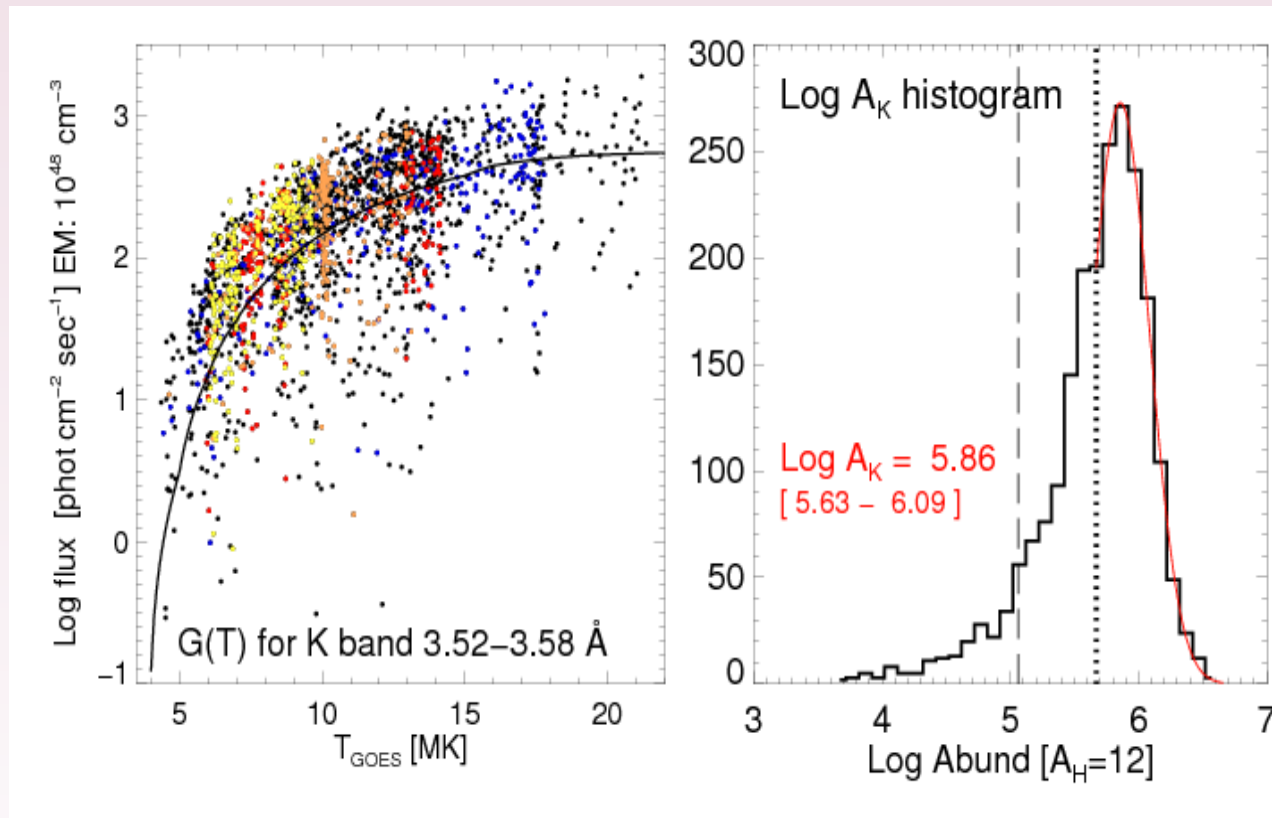 Log flux [phot cm⁻² sec⁻¹] EM: 10⁴⁸ cm⁻³
3
2
1
0
−1
G(T) for K band 3.52−3.58 Å
5 10 15 20
T_GOES [MK]
300
250
200
150
100
50
0
Log A_K histogram
Log A_K = 5.86
[ 5.63 − 6.09 ]
3 4 5 6 7
Log Abund [A_H=12]